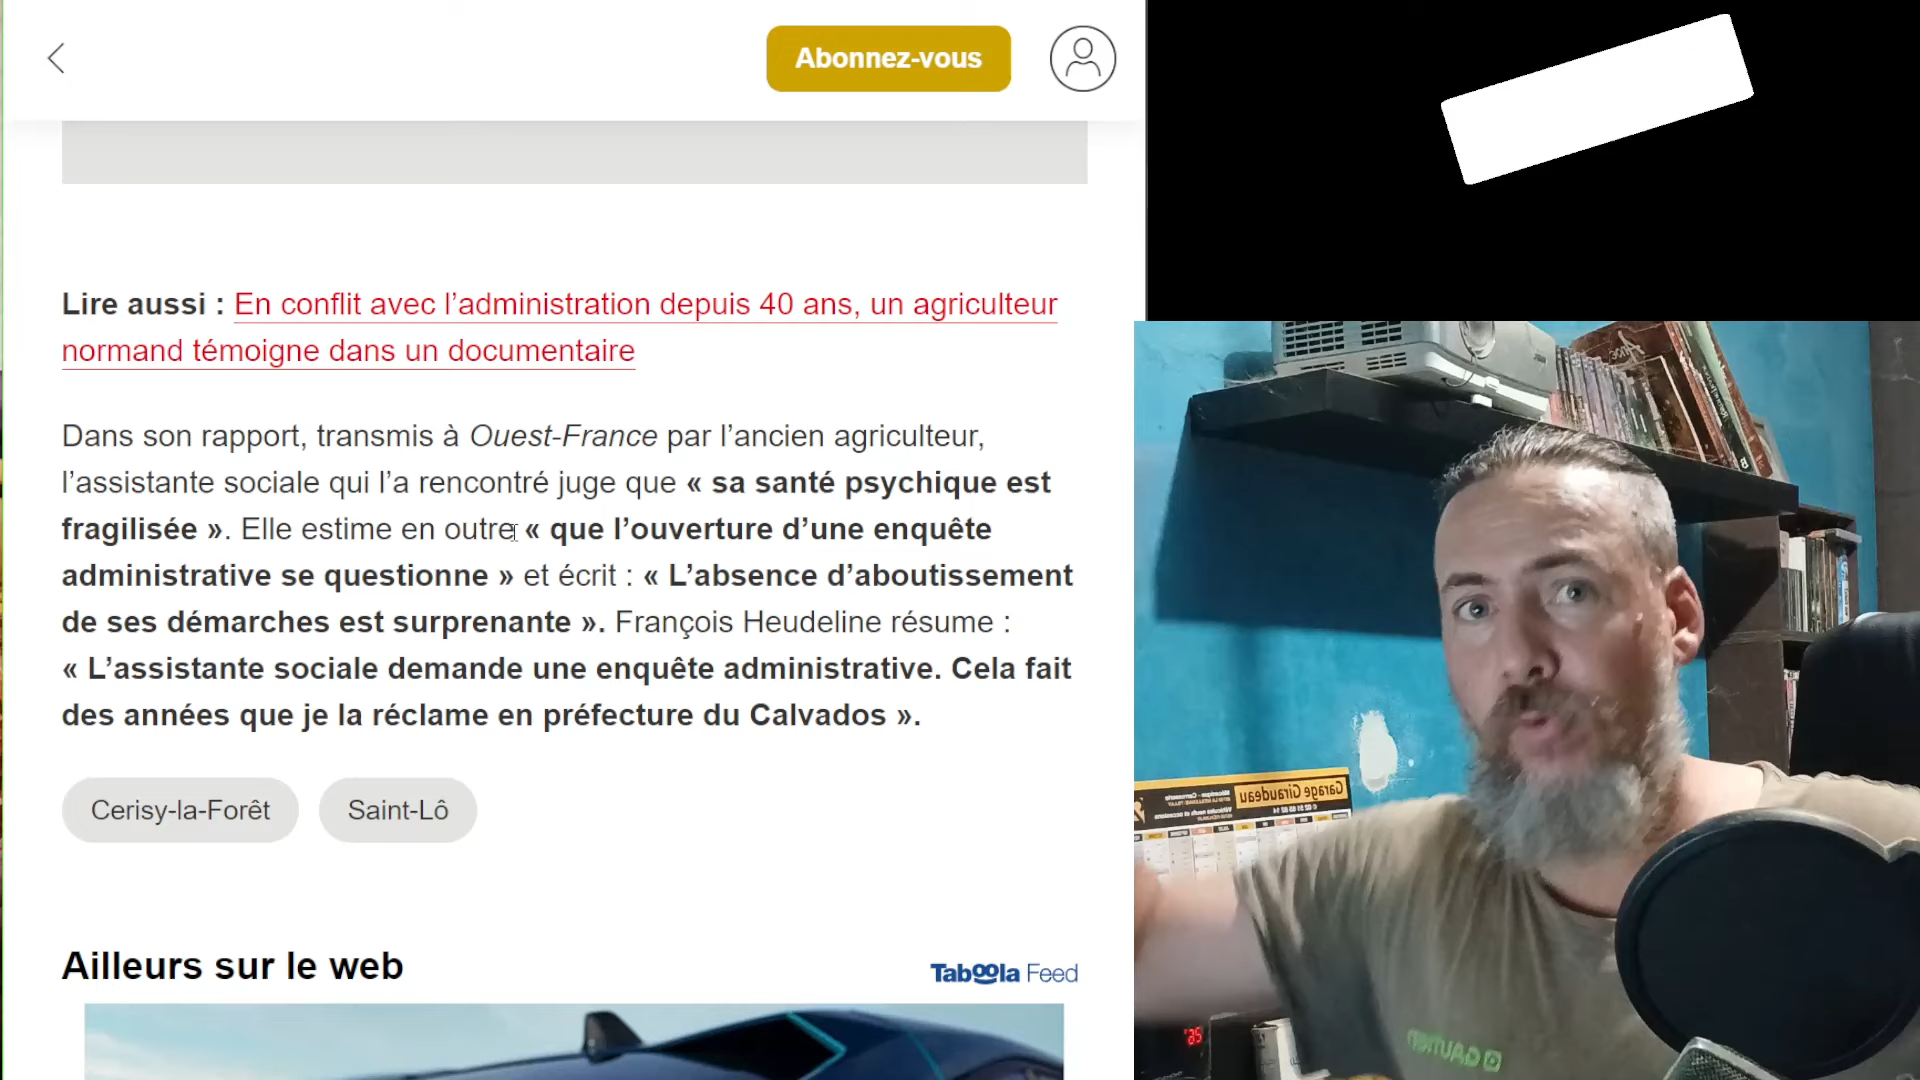 Abonnez-vous
Lire aussi : En conflit avec l’administration depuis 40 ans, un agriculteur
normand témoigne dans un documentaire
Dans son rapport, transmis à Ouest-France par l’ancien agriculteur,
l’assistante sociale qui l’a rencontré juge que « sa santé psychique est
fragilisée ». Elle estime en outre « que l’ouverture d’une enquête
administrative se questionne » et écrit : « L’absence d’aboutissement
de ses démarches est surprenante ». François Heudeline résume :
« L’assistante sociale demande une enquête administrative. Cela fait
des années que je la réclame en préfecture du Calvados ».
Cerisy-la-Forêt
Saint-Lô
Ailleurs sur le web
Taboola Feed
Garage Giraudeau